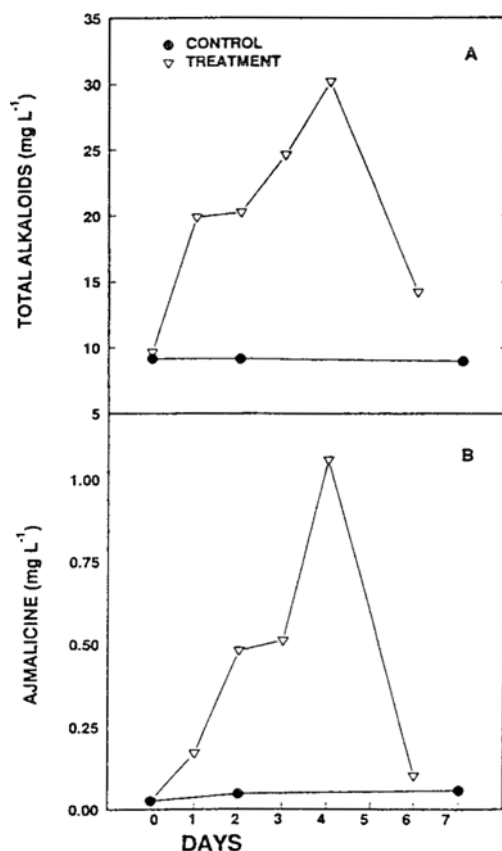 35
● CONTROL
▽ TREATMENT
A
30
25
20
15
10
5
TOTAL ALKALOIDS (mg L⁻¹)
B
1.00
0.75
0.50
0.25
0.00
AJMALICINE (mg L⁻¹)
0 1 2 3 4 5 6 7
DAYS